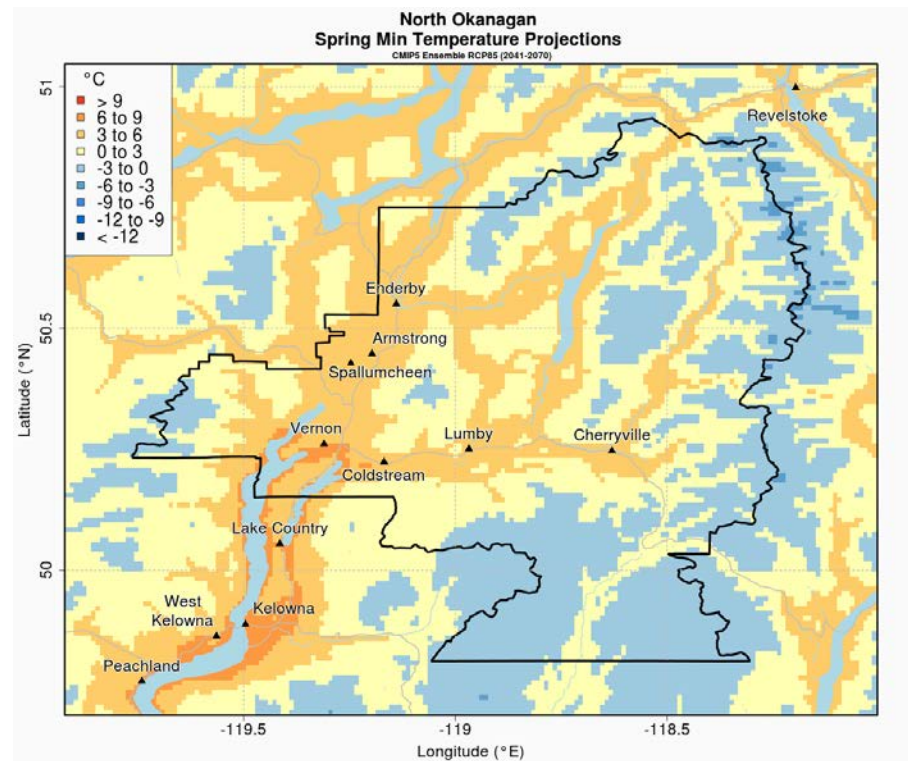 North Okanagan
Spring Min Temperature Projections
CMIP5 Ensemble RCP85 (2041-2070)
°C
> 9
6 to 9
3 to 6
0 to 3
-3 to 0
-6 to -3
-9 to -6
-12 to -9
< -12
51
50.5
50
Latitude (°N)
Revelstoke
Enderby
Armstrong
Spallumcheen
Vernon
Lumby
Cherryville
Coldstream
Lake Country
West
Kelowna
Kelowna
Peachland
-119.5
-119
-118.5
Longitude (°E)